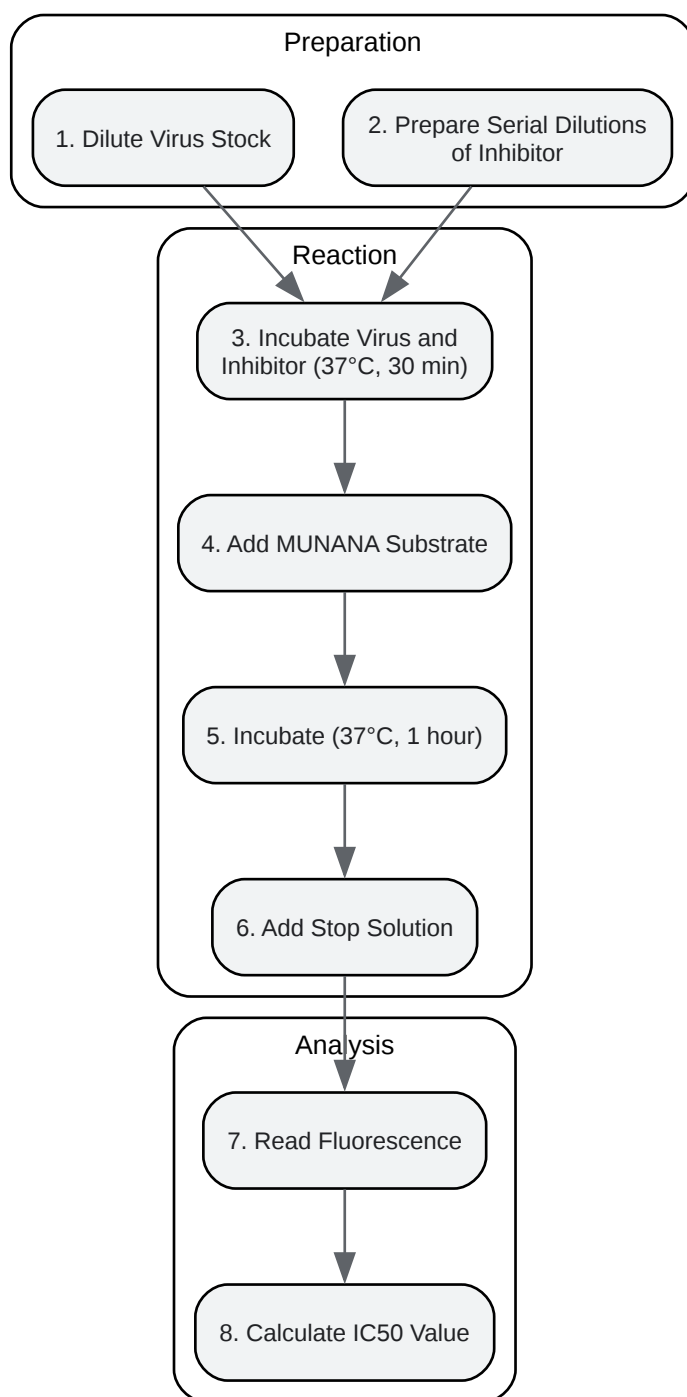 Preparation
1. Dilute Virus Stock
2. Prepare Serial Dilutions
of Inhibitor
Reaction
3. Incubate Virus and
Inhibitor (37°C, 30 min)
4. Add MUNANA Substrate
5. Incubate (37°C, 1 hour)
6. Add Stop Solution
Analysis
7. Read Fluorescence
8. Calculate IC50 Value